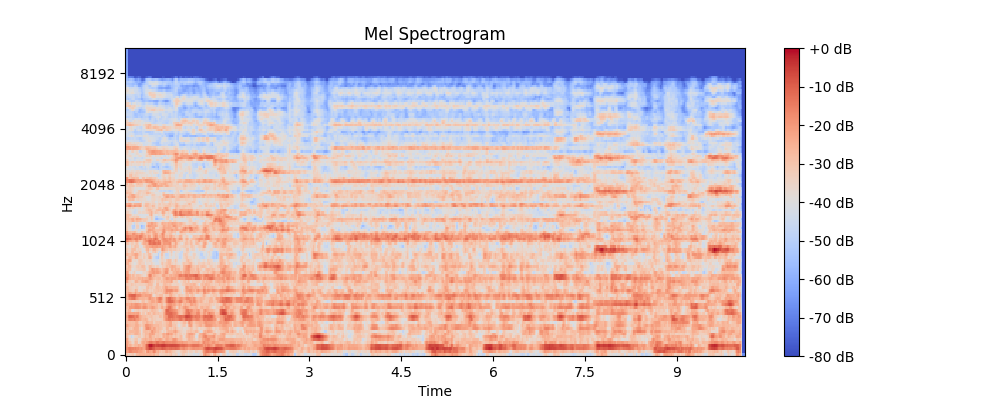 Mel Spectrogram
Hz
8192
4096
2048
1024
512
0
0 1.5 3 4.5 6 7.5 9
Time
+0 dB
-10 dB
-20 dB
-30 dB
-40 dB
-50 dB
-60 dB
-70 dB
-80 dB